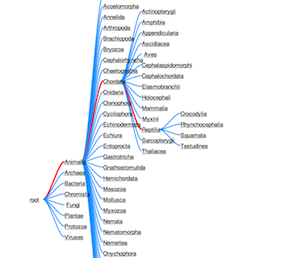 Acoelomorpha
Annelida
Arthropoda
Brachiopoda
Bryozoa
Cephalorhyncha
Chaetognatha
Chordata
Cnidaria
Ctenophora
Cycliophora
Echinodermata
Echiura
Entoprocta
Gastrotricha
Gnathostomulida
Hemichordata
Mesozoa
Mollusca
Myxozoa
Nemata
Nematomorpha
Nemertea
Onychophora
Actinopterygii
Amphibia
Appendicularia
Ascidiacea
Aves
Cephalaspidomorphi
Cephalochordata
Elasmobranchii
Holocephali
Mammalia
Myxini
Reptilia
Sarcopterygii
Thaliacea
Crocodylia
Rhynchocephalia
Squamata
Testudines
root
Animalia
Archaea
Bacteria
Chromista
Fungi
Plantae
Protozoa
Viruses